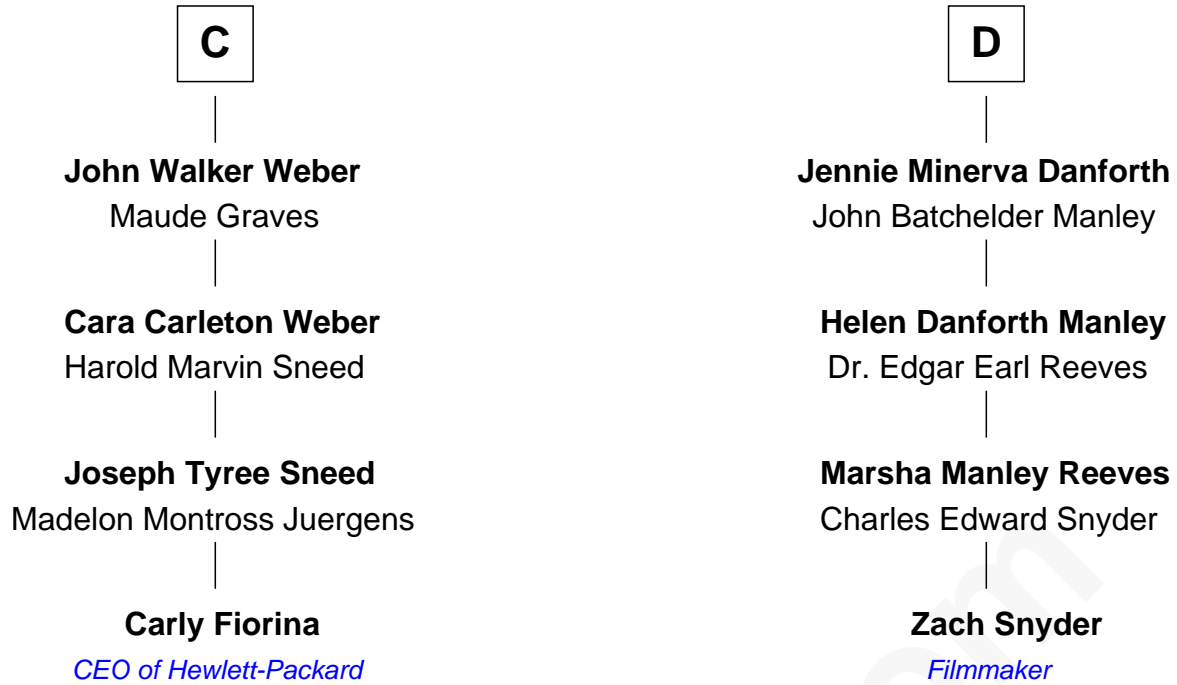 C
John Walker Weber
Maude Graves
Cara Carleton Weber
Harold Marvin Sneed
Joseph Tyree Sneed
Madelon Montross Juergens
Carly Fiorina
CEO of Hewlett-Packard
D
Jennie Minerva Danforth
John Batchelder Manley
Helen Danforth Manley
Dr. Edgar Earl Reeves
Marsha Manley Reeves
Charles Edward Snyder
Zach Snyder
Filmmaker
om